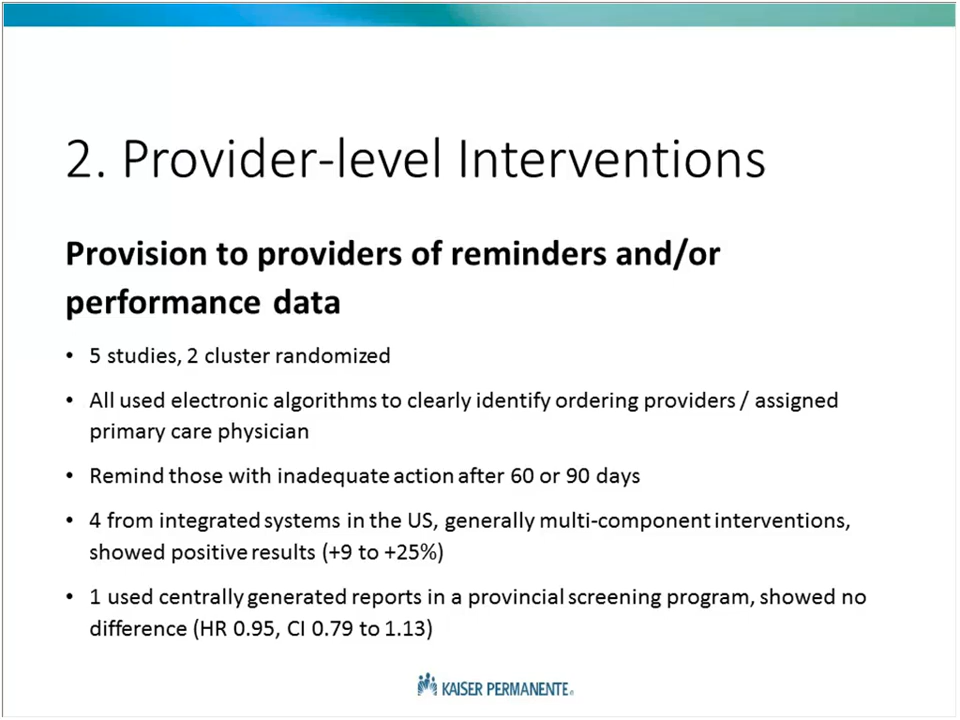 2. Provider-level Interventions
Provision to providers of reminders and/or
performance data
• 5 studies, 2 cluster randomized
• All used electronic algorithms to clearly identify ordering providers / assigned
primary care physician
• Remind those with inadequate action after 60 or 90 days
• 4 from integrated systems in the US, generally multi-component interventions,
showed positive results (+9 to +25%)
• 1 used centrally generated reports in a provincial screening program, showed no
difference (HR 0.95, CI 0.79 to 1.13)
KAISER PERMANENTE®